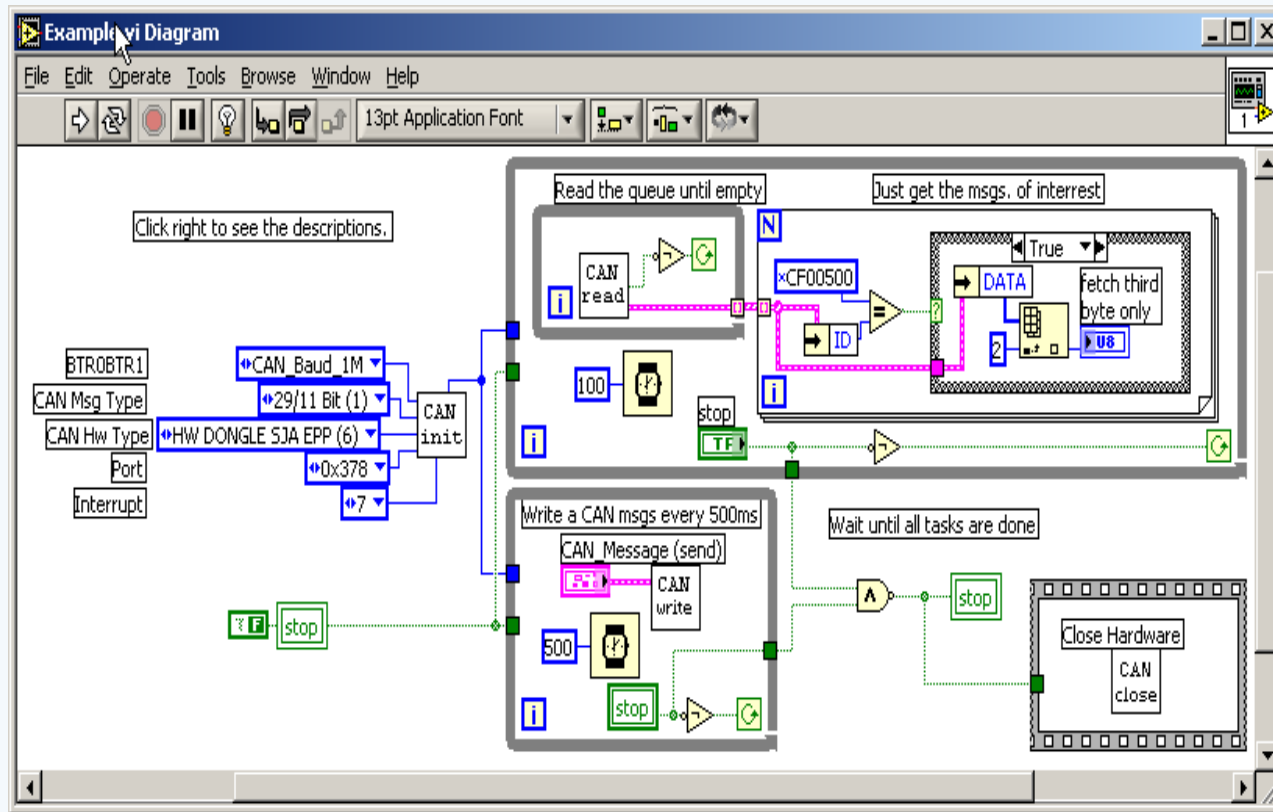 Example.vi Diagram
File Edit Operate Tools Browse Window Help
13pt Application Font
1
Read the queue until empty
Just get the msgs. of interrest
Click right to see the descriptions.
N
True
CAN
read
i
×CF00500
=
ID
?
DATA
fetch third
byte only
2
U8
i
100
stop
TF
i
BTR0BTR1
CAN_Baud_1M
CAN Msg Type
29/11 Bit (1)
CAN Hw Type
HW DONGLE SJA EPP (6)
Port
0x378
Interrupt
7
CAN
init
Write a CAN msgs every 500ms
CAN_Message (send)
CAN
write
500
stop
i
F
stop
Wait until all tasks are done
stop
Close Hardware
CAN
close